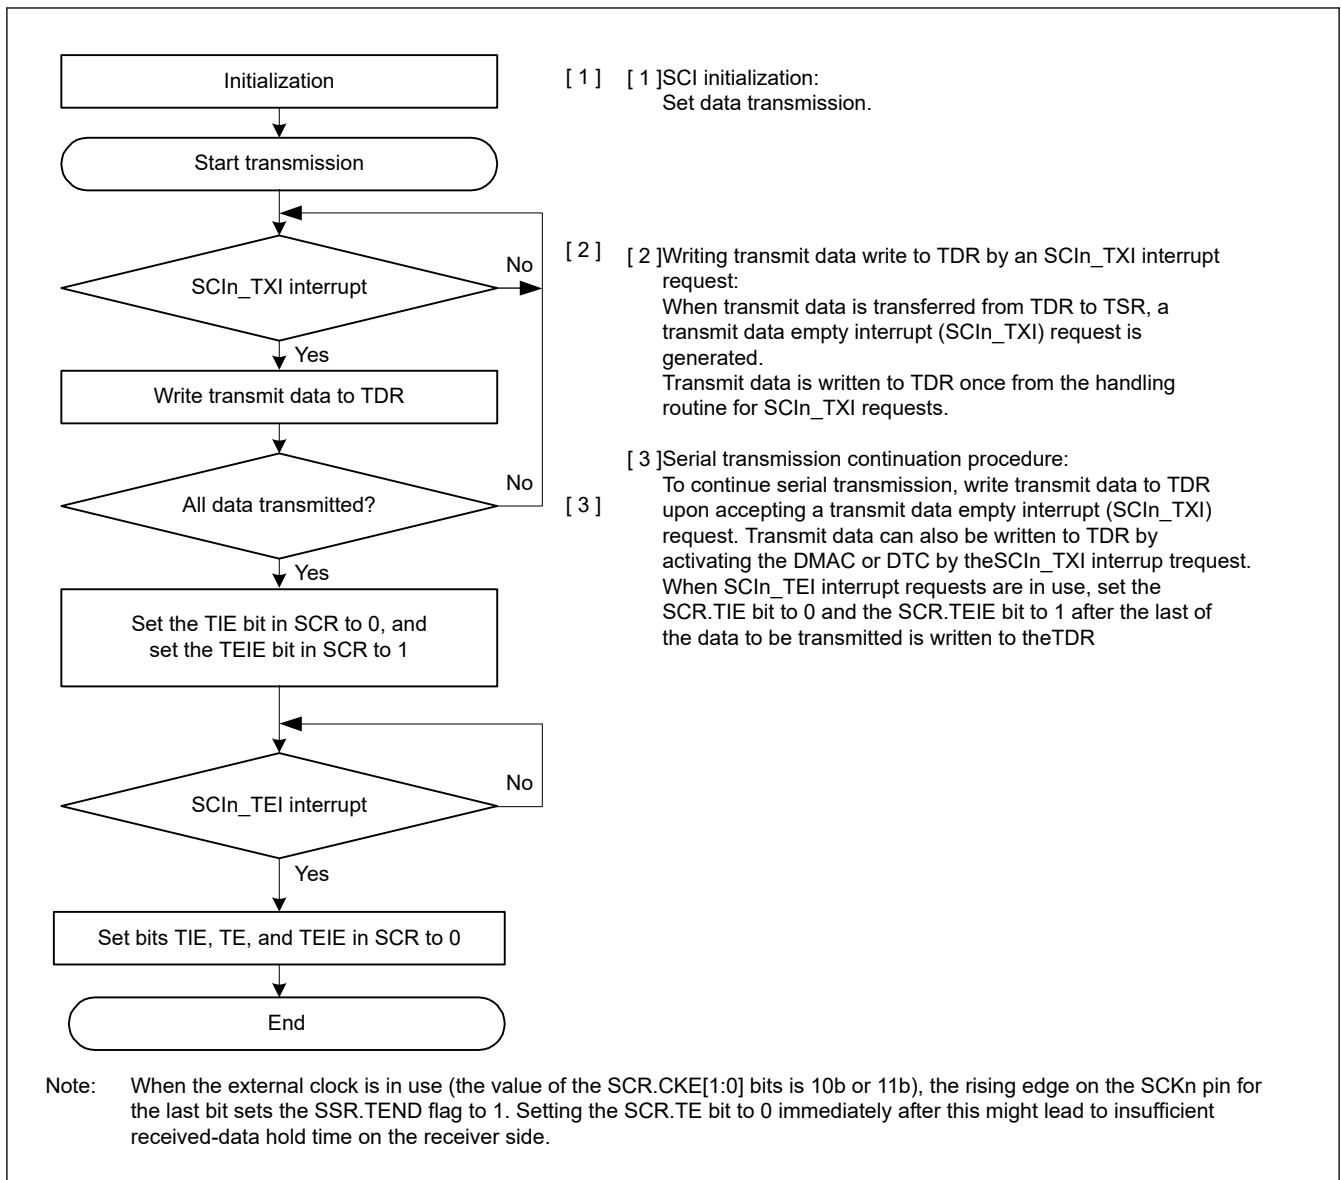 Initialization
[ 1 ]
[ 1 ]SCI initialization:
Set data transmission.
Start transmission
SCIn_TXI interrupt
No
Yes
[ 2 ]
[ 2 ]Writing transmit data write to TDR by an SCIn_TXI interrupt
request:
When transmit data is transferred from TDR to TSR, a
transmit data empty interrupt (SCIn_TXI) request is
generated.
Transmit data is written to TDR once from the handling
routine for SCIn_TXI requests.
Write transmit data to TDR
All data transmitted?
No
Yes
[ 3 ]
[ 3 ]Serial transmission continuation procedure:
To continue serial transmission, write transmit data to TDR
upon accepting a transmit data empty interrupt (SCIn_TXI)
request. Transmit data can also be written to TDR by
activating the DMAC or DTC by theSCIn_TXI interrup trequest.
When SCIn_TEI interrupt requests are in use, set the
SCR.TIE bit to 0 and the SCR.TEIE bit to 1 after the last of
the data to be transmitted is written to theTDR
Set the TIE bit in SCR to 0, and
set the TEIE bit in SCR to 1
SCIn_TEI interrupt
No
Yes
Set bits TIE, TE, and TEIE in SCR to 0
End
Note: When the external clock is in use (the value of the SCR.CKE[1:0] bits is 10b or 11b), the rising edge on the SCKn pin for
the last bit sets the SSR.TEND flag to 1. Setting the SCR.TE bit to 0 immediately after this might lead to insufficient
received-data hold time on the receiver side.